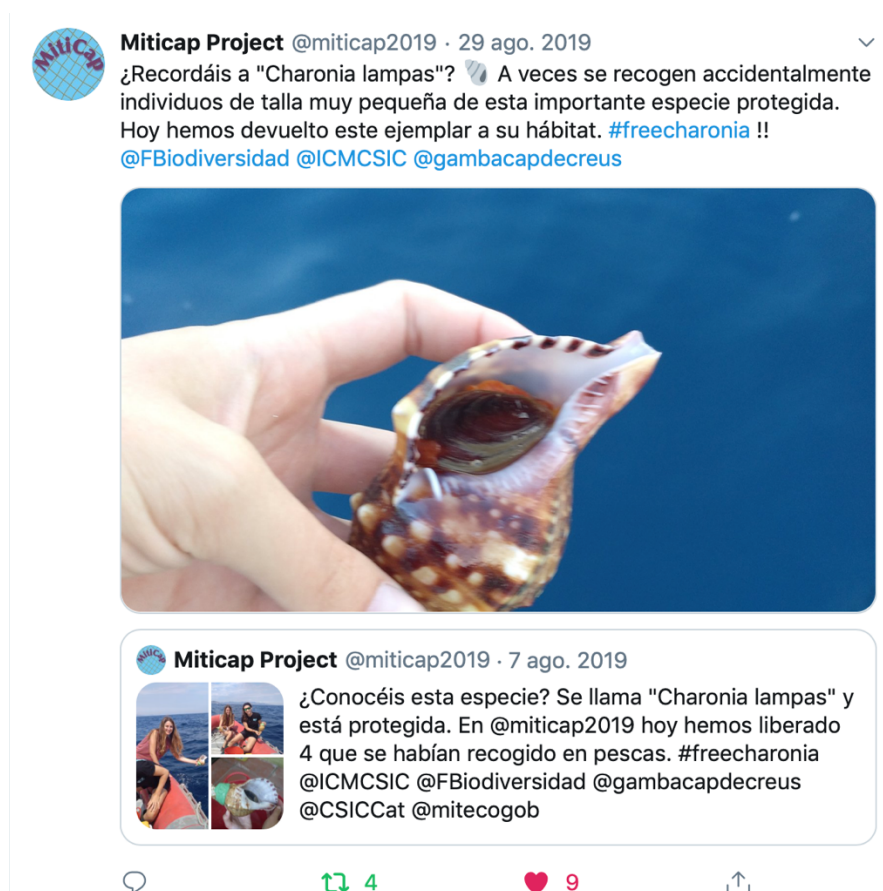 MitiCap
Miticap Project @miticap2019 · 29 ago. 2019
¿Recordáis a "Charonia lampas"? 🐚 A veces se recogen accidentalmente
individuos de talla muy pequeña de esta importante especie protegida.
Hoy hemos devuelto este ejemplar a su hábitat. #freecharonia !!
@FBiodiversidad @ICMCSIC @gambacapdecreus
MitiCap
Miticap Project @miticap2019 · 7 ago. 2019
¿Conocéis esta especie? Se llama "Charonia lampas" y
está protegida. En @miticap2019 hoy hemos liberado
4 que se habían recogido en pescas. #freecharonia
@ICMCSIC @FBiodiversidad @gambacapdecreus
@CSICCat @mitecogob
4 9